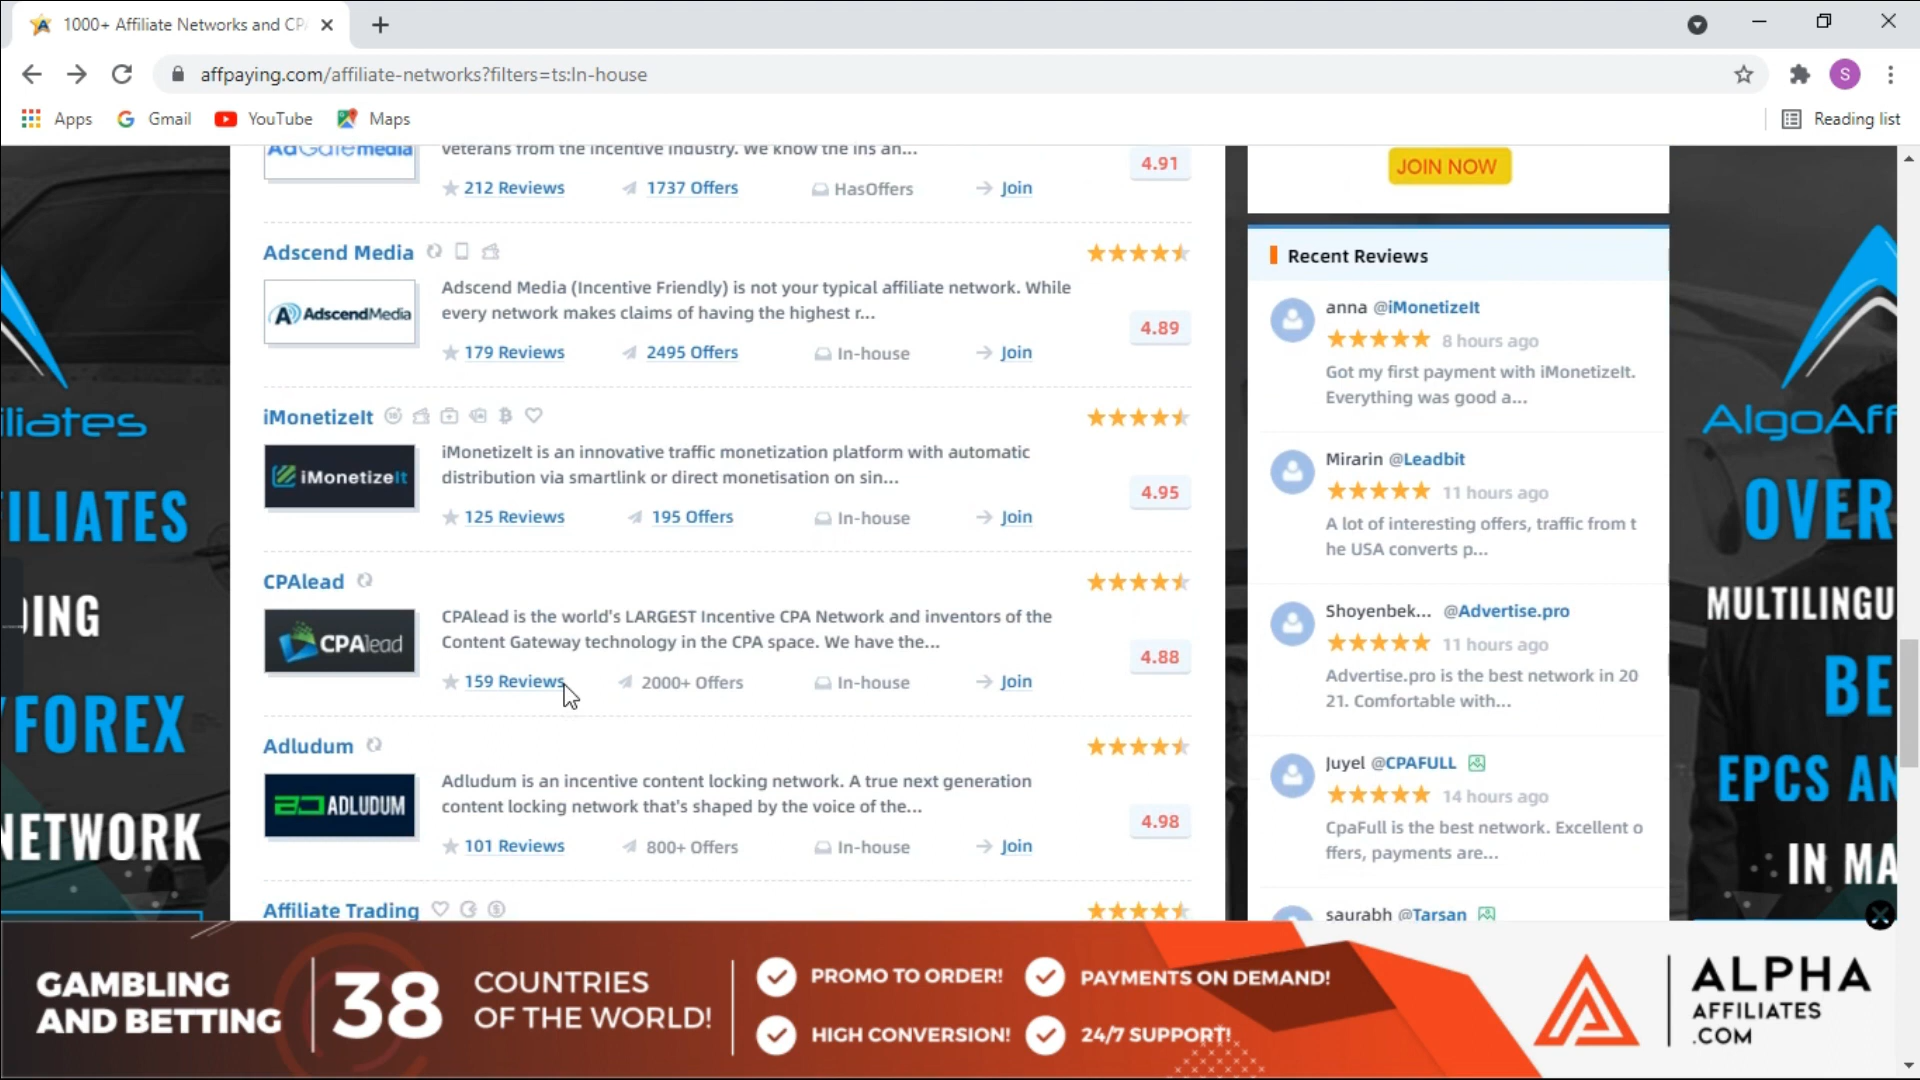 1000+ Affiliate Networks and CP
affpaying.com/affiliate-networks?filters=ts:In-house
S
Apps
Gmail
YouTube
Maps
Reading list
AdGatemedia
veterans from the incentive industry. We know the ins an...
4.91
212 Reviews
1737 Offers
HasOffers
Join
Adscend Media
AdscendMedia
Adscend Media (Incentive Friendly) is not your typical affiliate network. While
every network makes claims of having the highest r...
4.89
179 Reviews
2495 Offers
In-house
Join
iMonetizeIt
18
iMonetizeIt
iMonetizeIt is an innovative traffic monetization platform with automatic
distribution via smartlink or direct monetisation on sin...
4.95
125 Reviews
195 Offers
In-house
Join
CPAlead
CPAlead
CPAlead is the world's LARGEST Incentive CPA Network and inventors of the
Content Gateway technology in the CPA space. We have the...
4.88
159 Reviews
2000+ Offers
In-house
Join
Adludum
ADLUDUM
Adludum is an incentive content locking network. A true next generation
content locking network that's shaped by the voice of the...
4.98
101 Reviews
800+ Offers
In-house
Join
Affiliate Trading
JOIN NOW
Recent Reviews
anna @iMonetizeIt
8 hours ago
Got my first payment with iMonetizeIt.
Everything was good a...
Mirarin @Leadbit
11 hours ago
A lot of interesting offers, traffic from t
he USA converts p...
Shoyenbek... @Advertise.pro
11 hours ago
Advertise.pro is the best network in 20
21. Comfortable with...
Juyel @CPAFULL
14 hours ago
CpaFull is the best network. Excellent o
ffers, payments are...
saurabh @Tarsan
iliates
FILIATES
DING
/FOREX
NETWORK
AlgoAff
OVER
MULTILINGU
BE
EPCS AN
IN MA
GAMBLING
AND BETTING
38
COUNTRIES
OF THE WORLD!
PROMO TO ORDER!
PAYMENTS ON DEMAND!
HIGH CONVERSION!
24/7 SUPPORT!
ALPHA
AFFILIATES
.COM